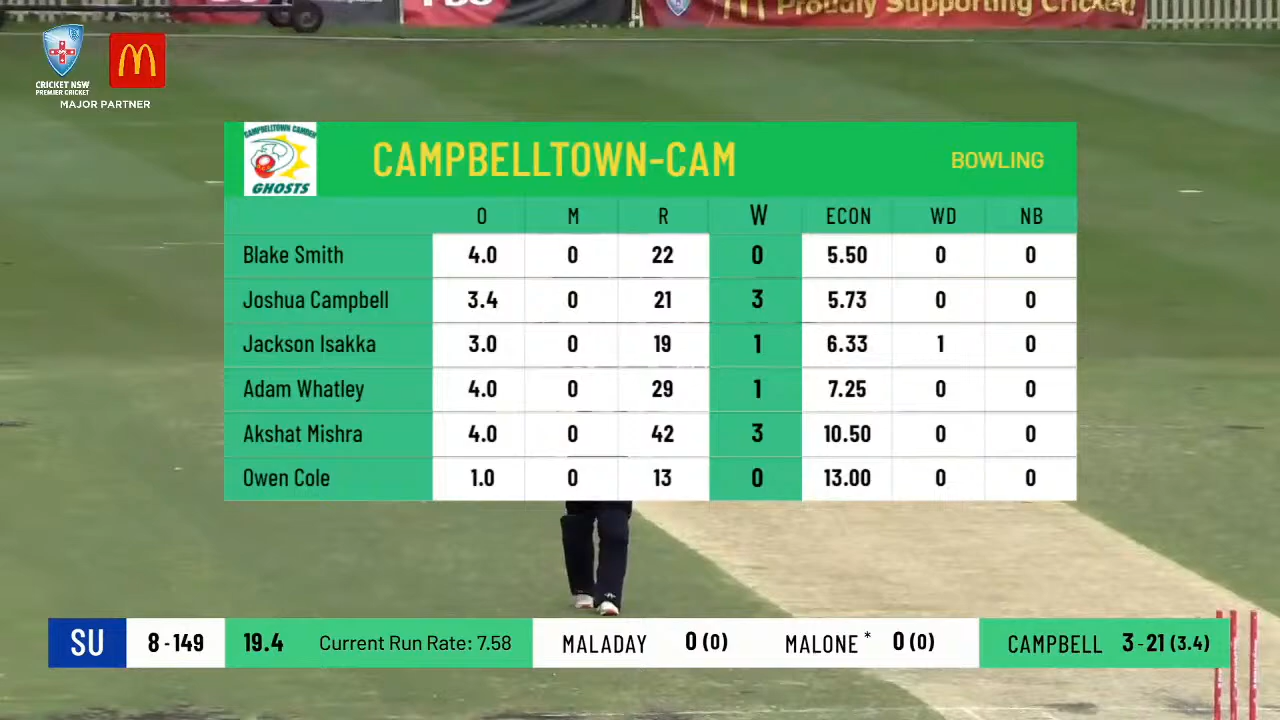 Proudly Supporting Cricket!
CRICKET NSW
PREMIER CRICKET
MAJOR PARTNER
CAMPBELLTOWN CAMDEN
GHOSTS
CAMPBELLTOWN-CAM BOWLING
O M R W ECON WD NB
Blake Smith 4.0 0 22 0 5.50 0 0
Joshua Campbell 3.4 0 21 3 5.73 0 0
Jackson Isakka 3.0 0 19 1 6.33 1 0
Adam Whatley 4.0 0 29 1 7.25 0 0
Akshat Mishra 4.0 0 42 3 10.50 0 0
Owen Cole 1.0 0 13 0 13.00 0 0
SU 8-149 19.4 Current Run Rate: 7.58 MALADAY 0 (0) MALONE* 0 (0) CAMPBELL 3-21 (3.4)